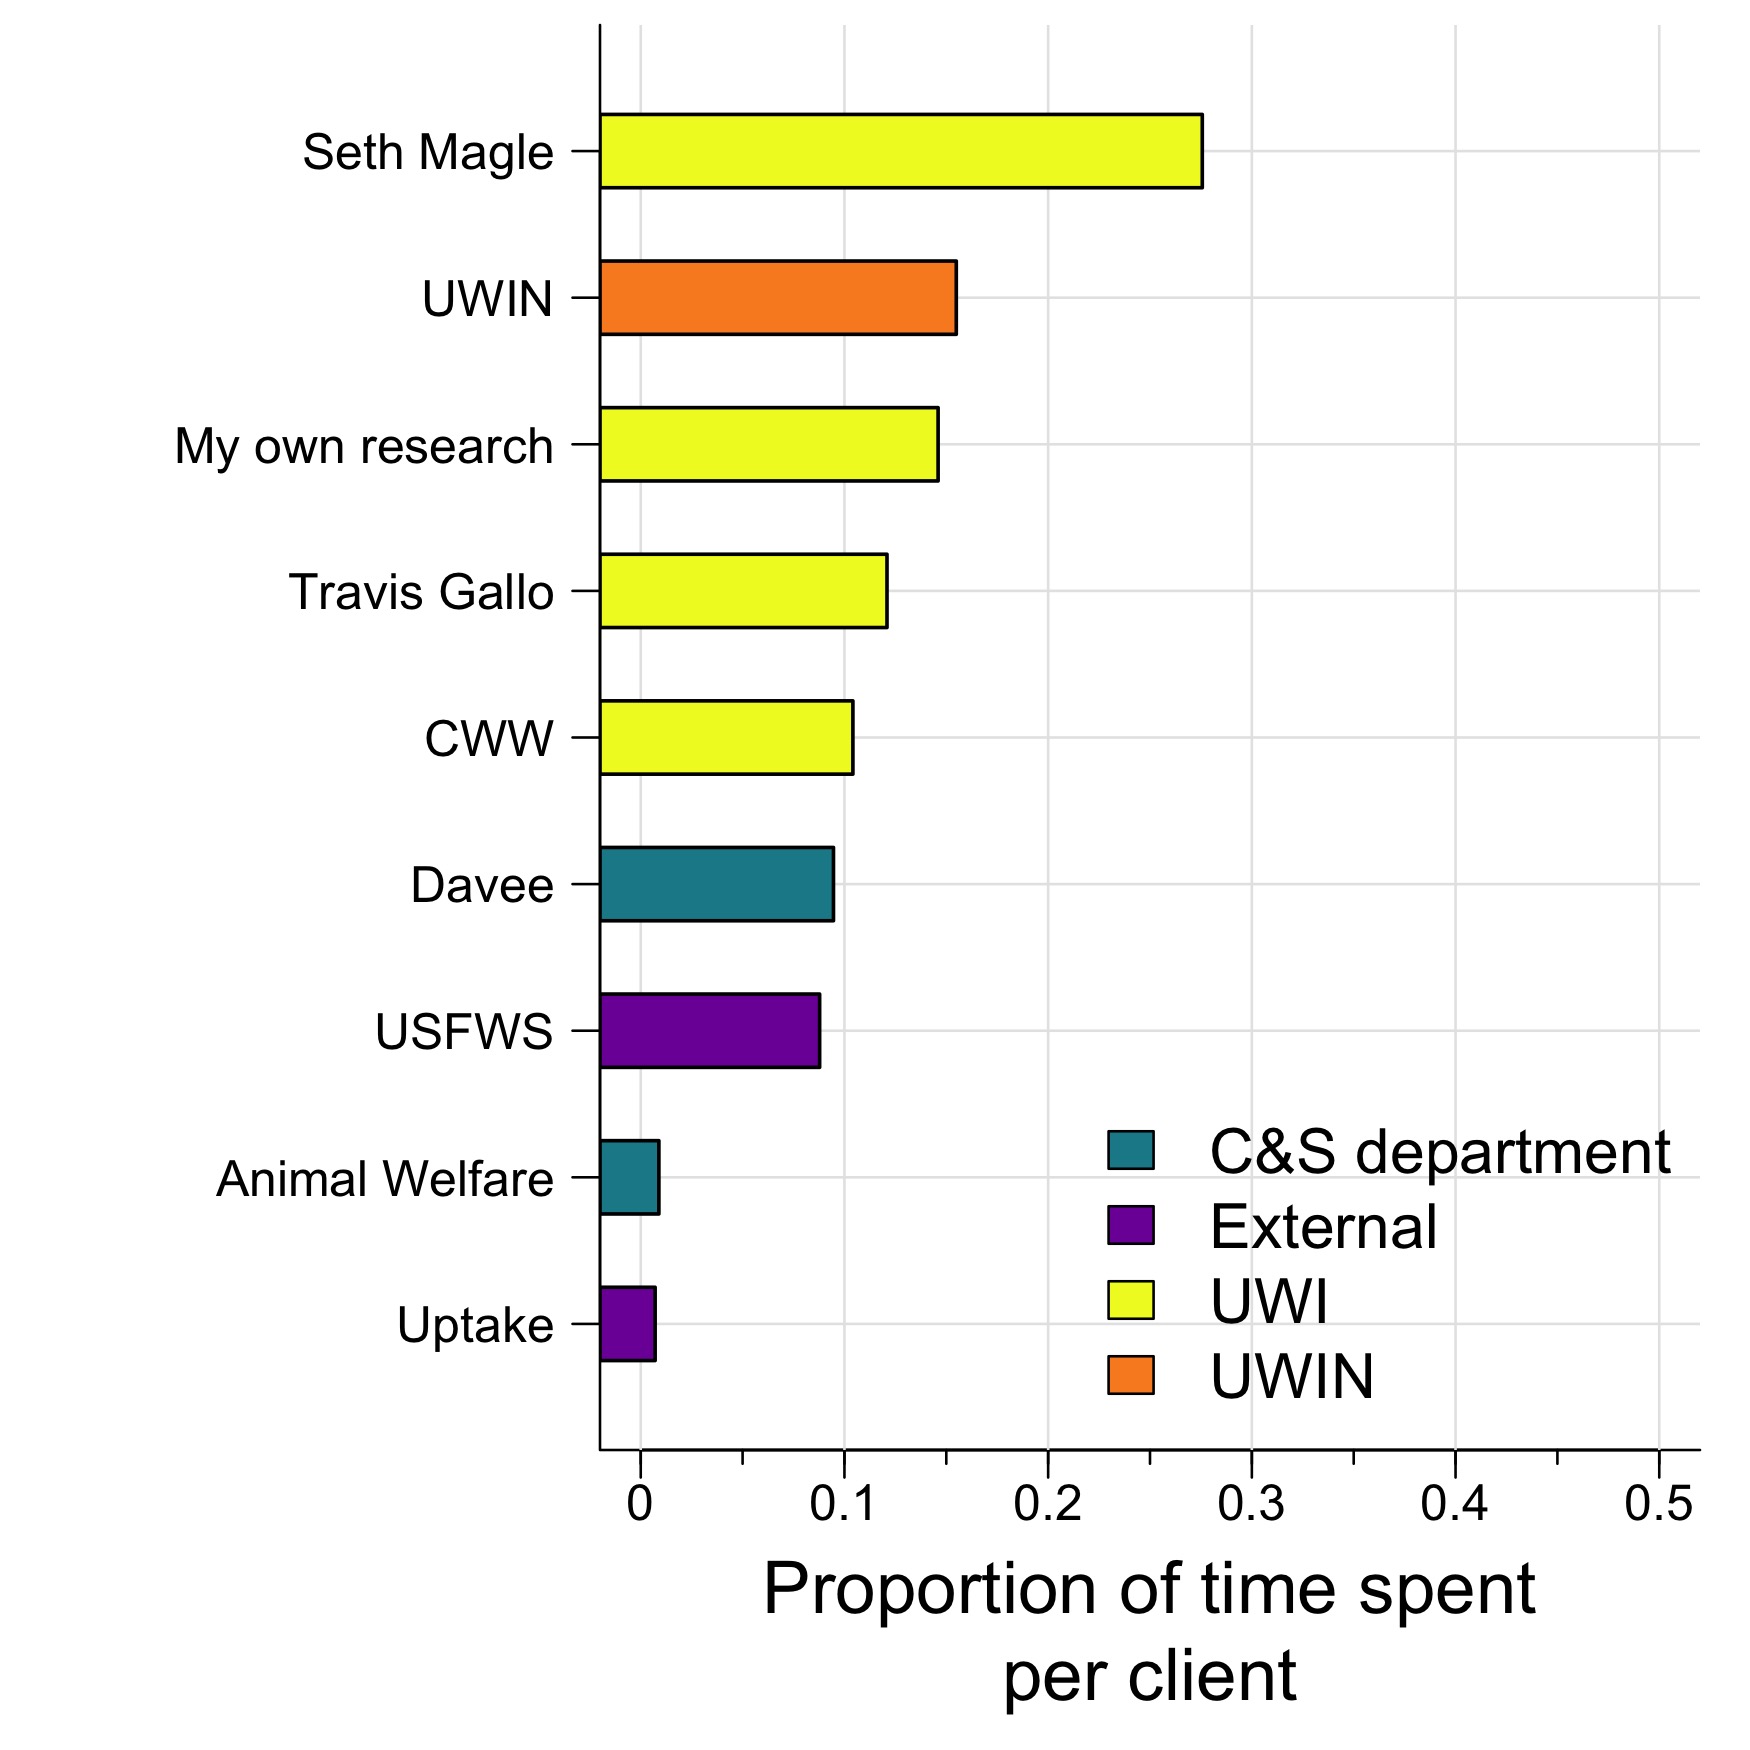 Seth Magle
UWIN
My own research
Travis Gallo
CWW
Davee
USFWS
Animal Welfare
Uptake
C&S department
External
UWI
UWIN
0 0.1 0.2 0.3 0.4 0.5
Proportion of time spent
per client